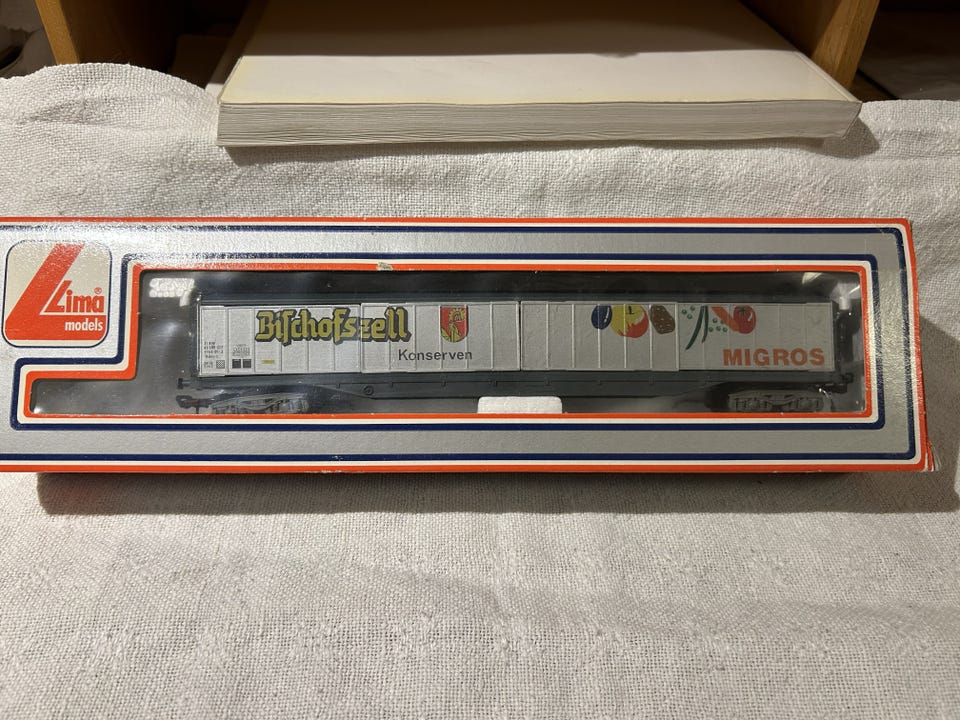 Lima®
models
Bischofszell
Konserven
MIGROS